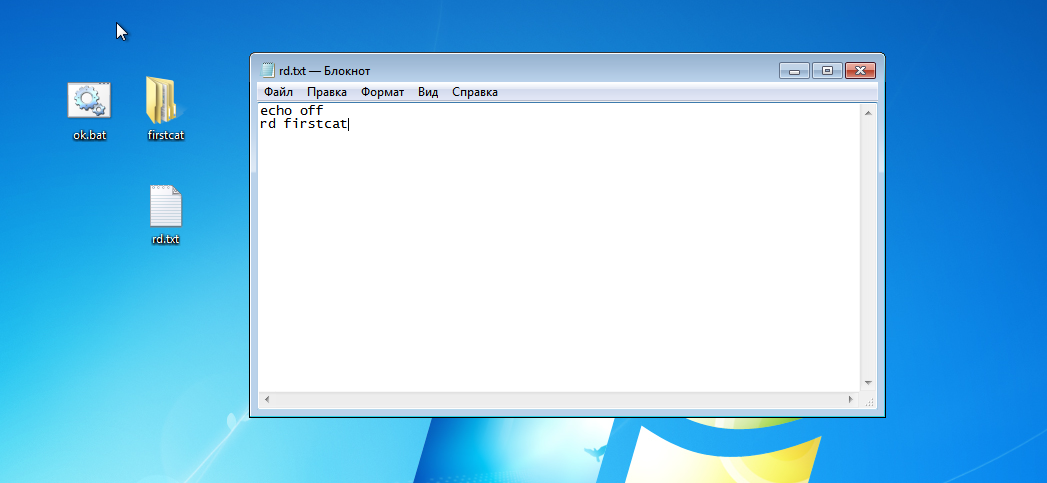 rd.txt — Блокнот
Файл Правка Формат Вид Справка
echo off
rd firstcat
ok.bat firstcat
rd.txt